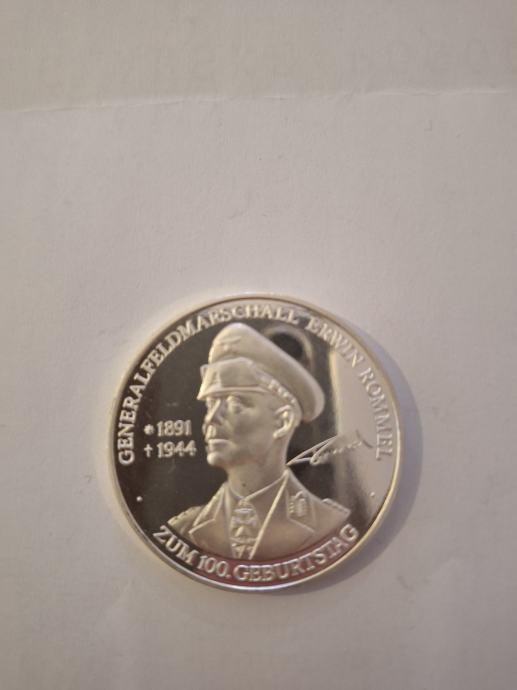 GENERALFELDMARSCHALL ERWIN ROMMEL
* 1891
† 1944
ZUM 100. GEBURTSTAG